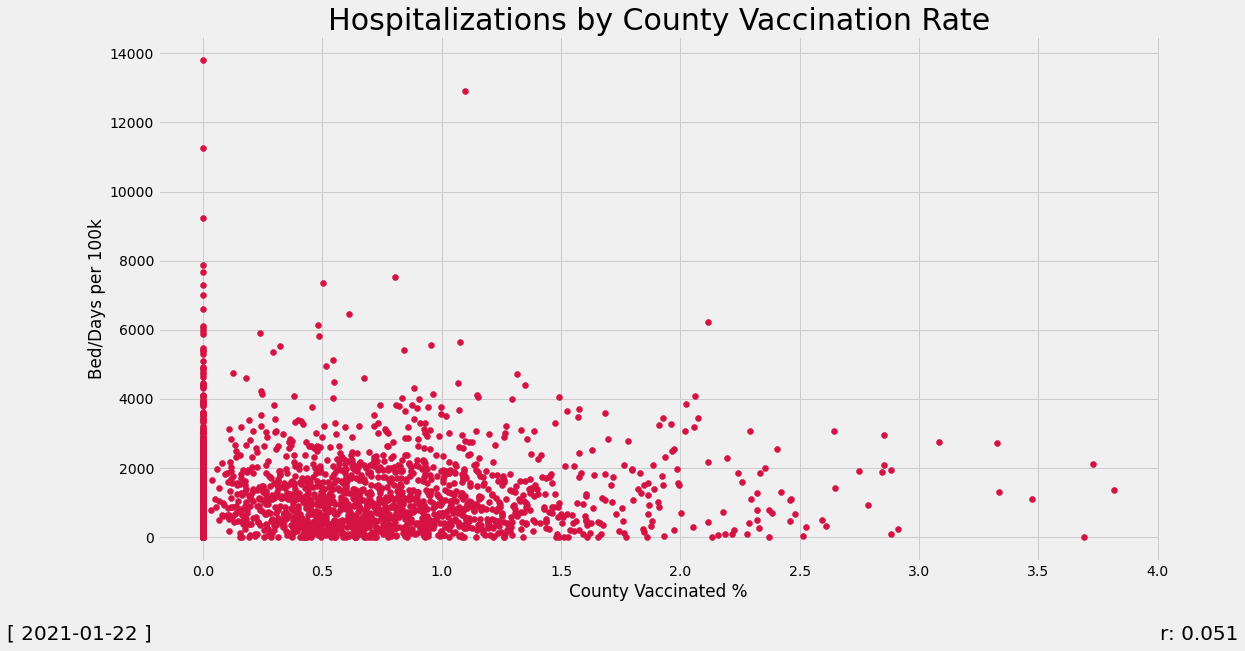 Hospitalizations by County Vaccination Rate
14000
12000
10000
8000
6000
4000
2000
0
Bed/Days per 100k
0.0 0.5 1.0 1.5 2.0 2.5 3.0 3.5 4.0
County Vaccinated %
[ 2021-01-22 ] r: 0.051